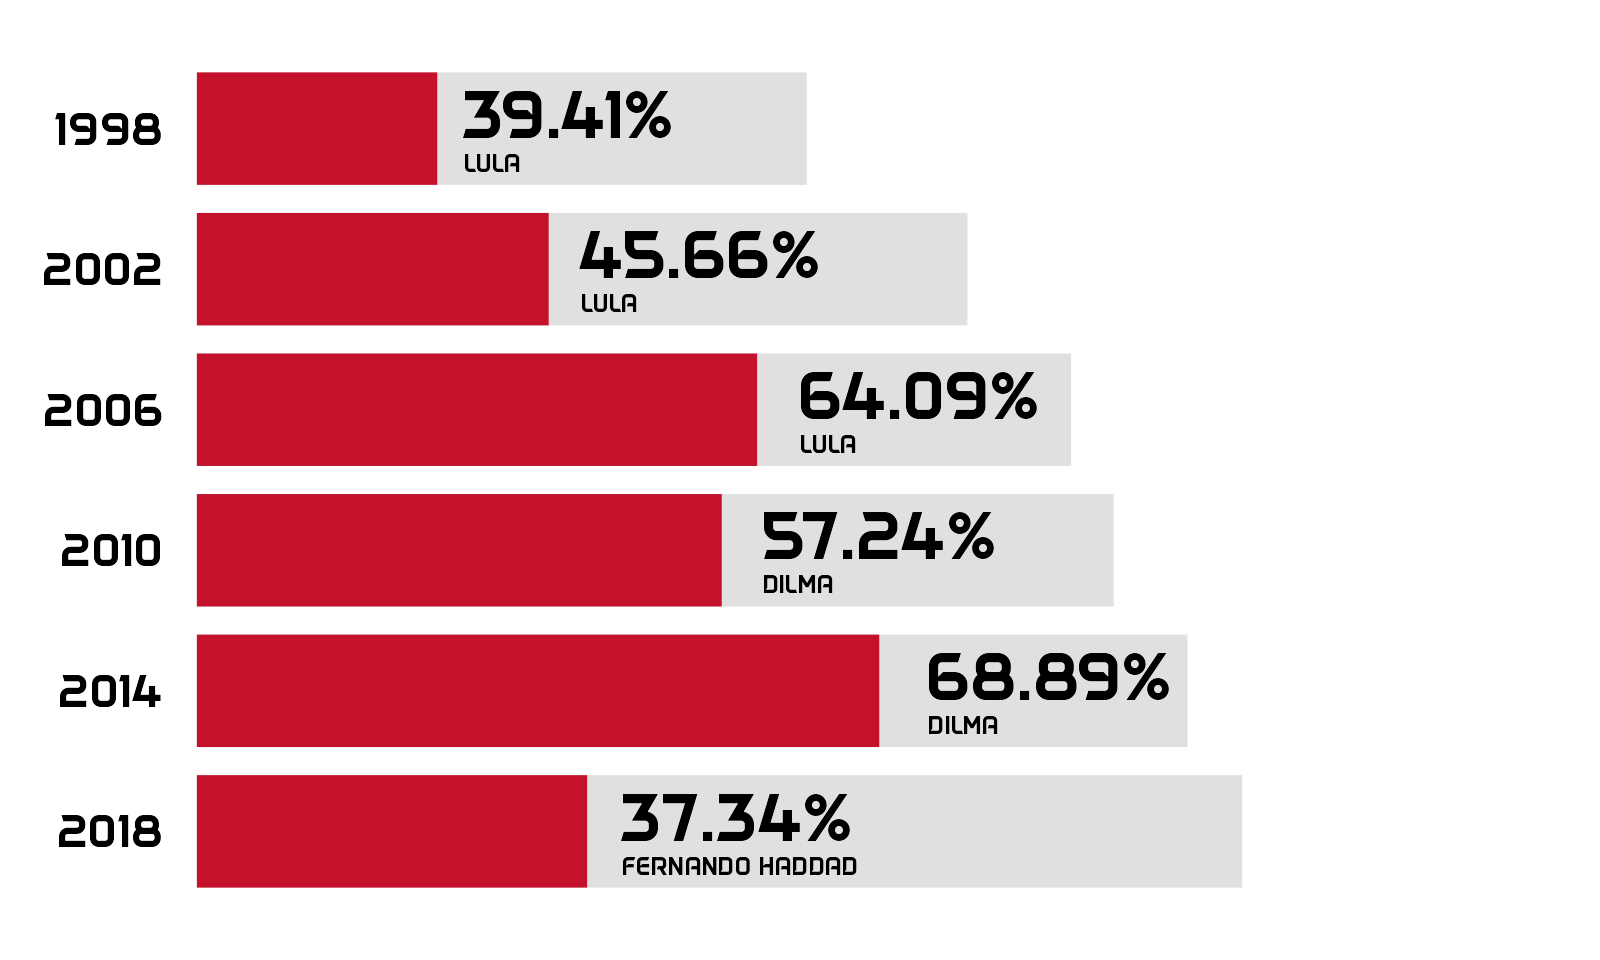 1998
39.41%
LULA
2002
45.66%
LULA
2006
64.09%
LULA
2010
57.24%
DILMA
2014
68.89%
DILMA
2018
37.34%
FERNANDO HADDAD